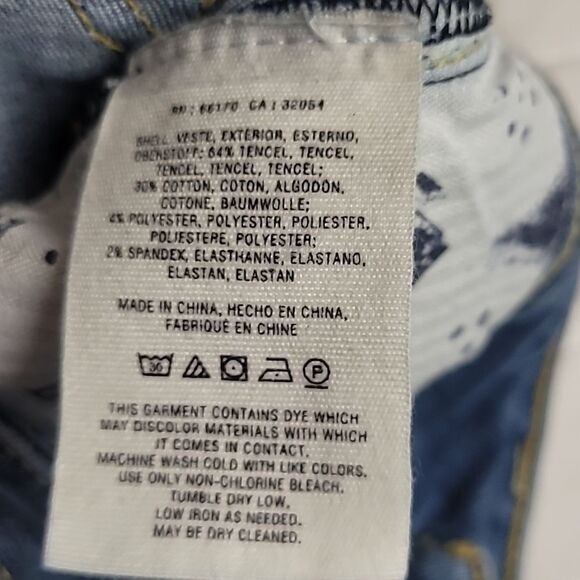 RN: 66170 CA: 32054
SHELL, VESTE, EXTERIOR, ESTERNO,
OBERSTOFF: 64% TENCEL, TENCEL,
TENCEL, TENCEL, TENCEL;
30% COTTON, COTON, ALGODON,
COTONE, BAUMWOLLE;
4% POLYESTER, POLYESTER, POLIESTER,
POLIESTERE, POLYESTER;
2% SPANDEX, ELASTHANNE, ELASTANO,
ELASTAN, ELASTAN
MADE IN CHINA, HECHO EN CHINA,
FABRIQUE EN CHINE
30 P
THIS GARMENT CONTAINS DYE WHICH
MAY DISCOLOR MATERIALS WITH WHICH
IT COMES IN CONTACT.
MACHINE WASH COLD WITH LIKE COLORS.
USE ONLY NON-CHLORINE BLEACH.
TUMBLE DRY LOW.
LOW IRON AS NEEDED.
MAY BE DRY CLEANED.